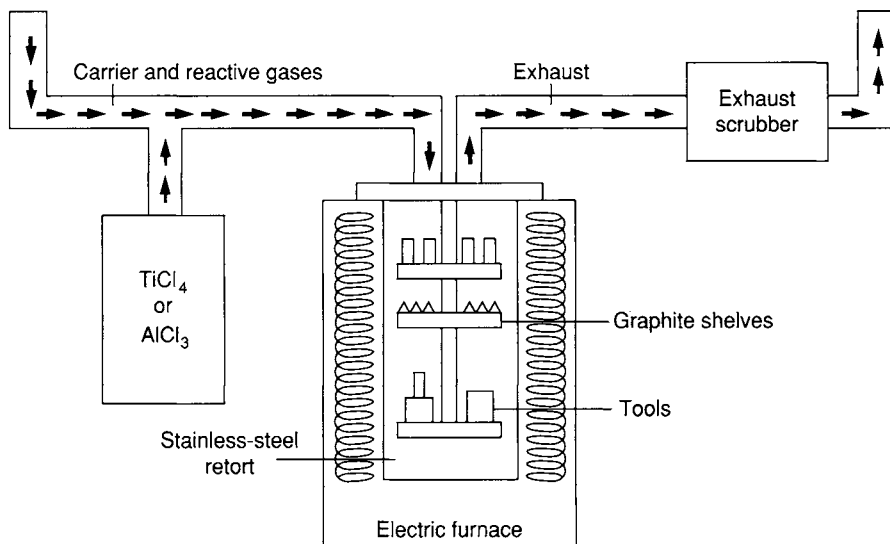 Carrier and reactive gases
Exhaust
Exhaust
scrubber
TiCl₄
or
AlCl₃
Graphite shelves
Tools
Stainless-steel
retort
Electric furnace